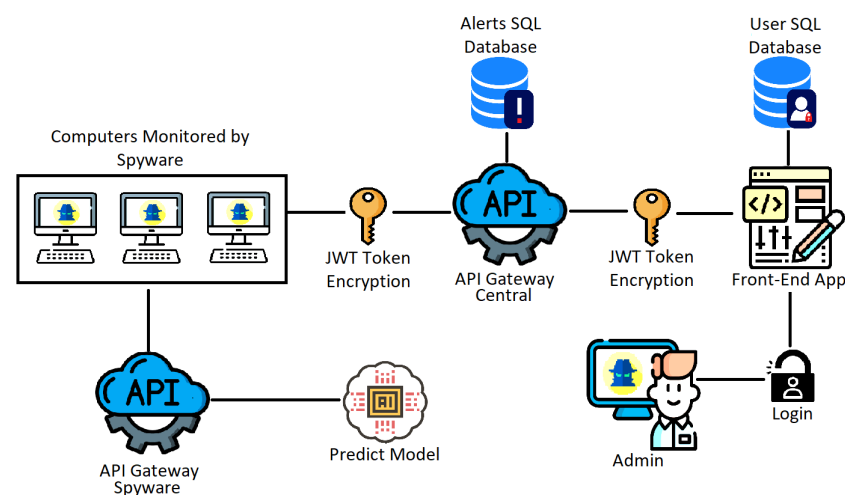 Alerts SQL
Database
User SQL
Database
Computers Monitored by
Spyware
API
JWT Token
Encryption
API Gateway
Central
JWT Token
Encryption
</>
Front-End App
API
AI
API Gateway
Spyware
Predict Model
Admin
Login